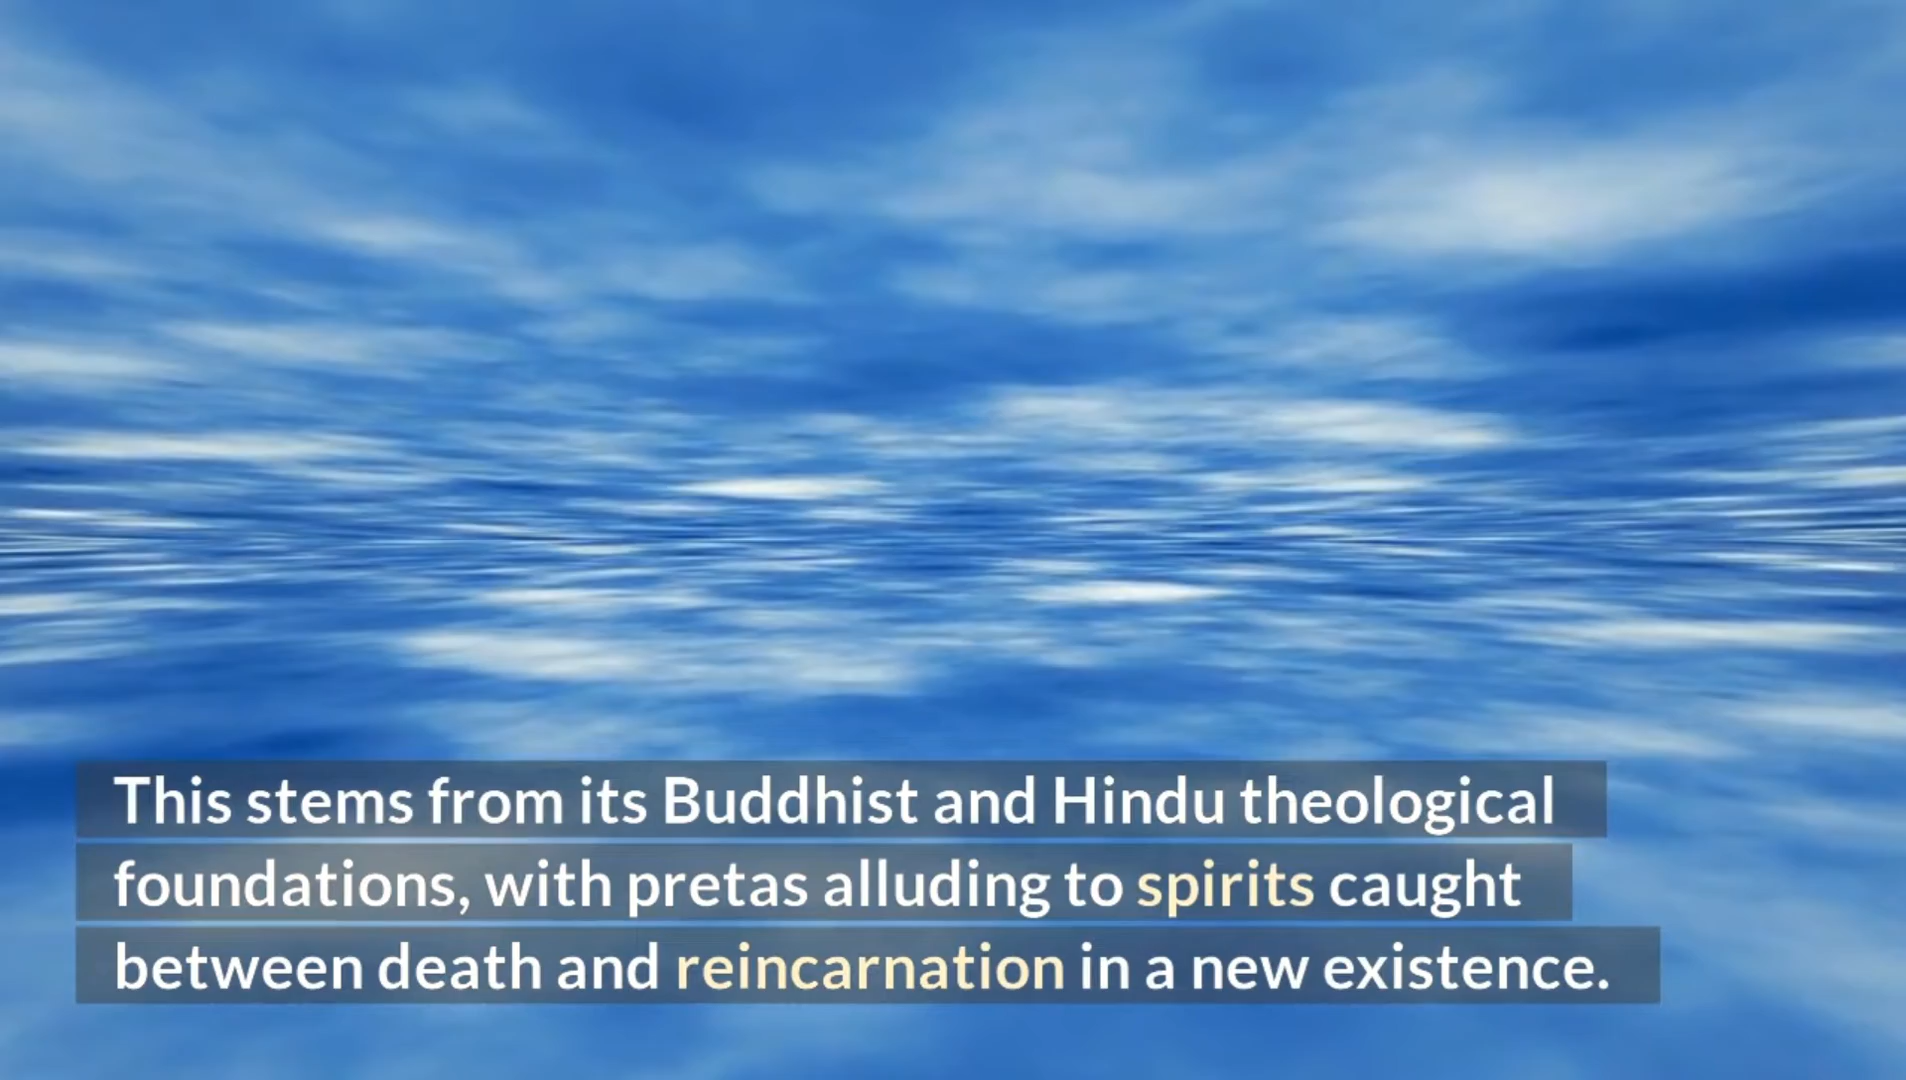 This stems from its Buddhist and Hindu theological
foundations, with pretas alluding to spirits caught
between death and reincarnation in a new existence.